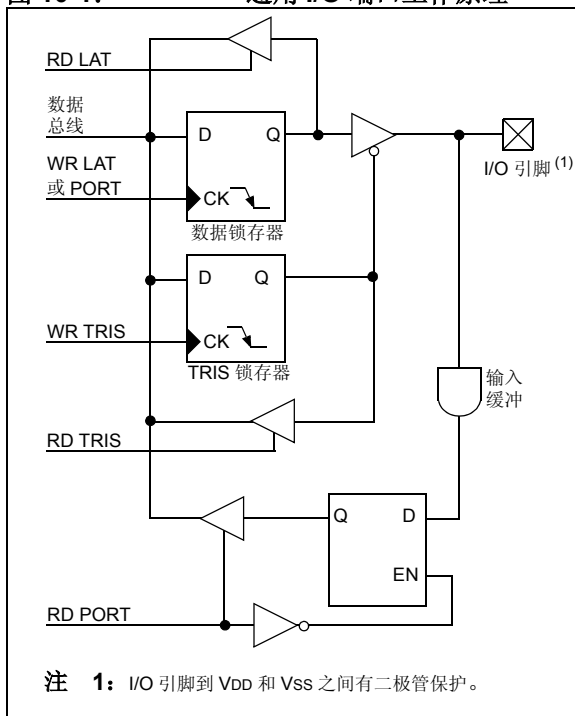 图 10-1： 通用 I/O 端口工作原理
RD LAT
数据
总线
D Q
WR LAT
或 PORT
CK
数据锁存器
I/O 引脚 (1)
D Q
WR TRIS
CK
TRIS 锁存器
输入
缓冲
RD TRIS
Q D
EN
RD PORT
注 1： I/O 引脚到 VDD 和 VSS 之间有二极管保护。